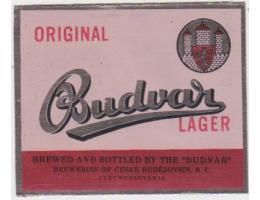 ORIGINAL
Budvar
LAGER
BREWED AND BOTTLED BY THE "BUDVAR"
BREWERIES OF ČESKÉ BUDĚJOVICE, N. C.
CZECHOSLOVAKIA